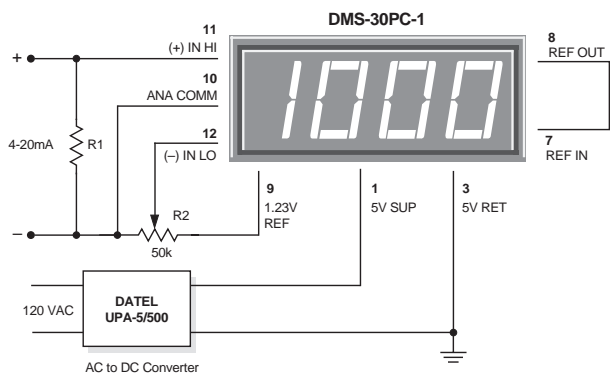 DMS-30PC-1
11
(+) IN HI
8
REF OUT
+
1000
10
ANA COMM
4-20mA
R1
12
(–) IN LO
7
REF IN
9
1.23V
REF
1
5V SUP
3
5V RET
R2
–
50k
120 VAC
DATEL
UPA-5/500
AC to DC Converter